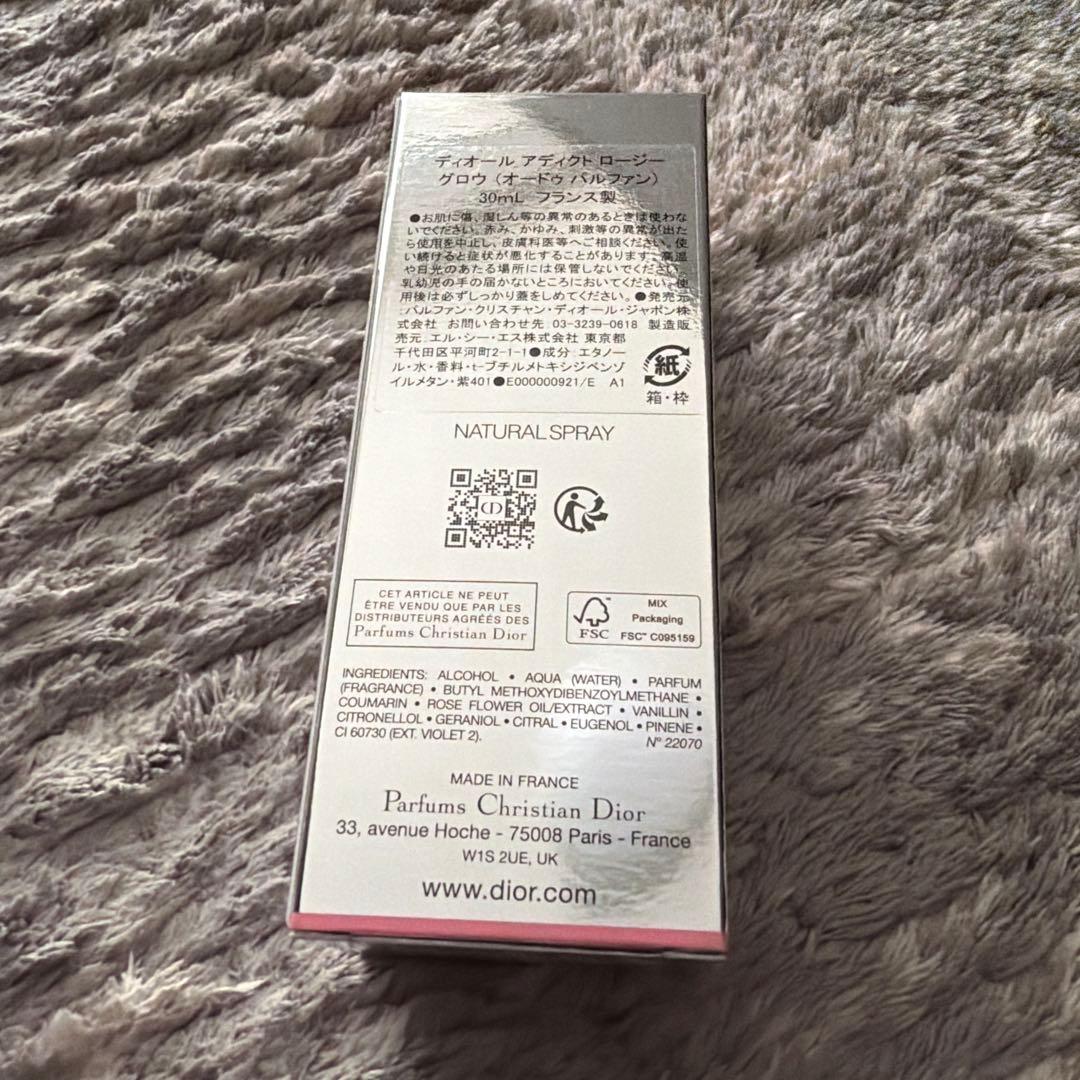 ディオール アディクト ロージー
グロウ（オードゥ パルファン）
30mL フランス製
●お肌に傷、湿しん等の異常のあるときは使わな
いでください。赤み、かゆみ、刺激等の異常が出た
ら使用を中止し、皮膚科医等へご相談ください。使
い続けると症状が悪化することがあります。高温
や日光のあたる場所には保管しないでください。
乳幼児の手の届かないところにおいてください。使
用後は必ずしっかり蓋をしめてください。●発売元
:パルファン・クリスチャン・ディオール・ジャポン株
式会社 お問い合わせ先 03-3239-0618 製造販
売元 エル・シー・エス株式会社 東京都
千代田区平河町2-1-1●成分 エタノー
ル・水・香料・t-ブチルメトキシジベンゾ
イルメタン・紫401●E000000921/E A1
紙
箱・枠
NATURAL SPRAY
CD
CET ARTICLE NE PEUT
ÊTRE VENDU QUE PAR LES
DISTRIBUTEURS AGRÉÉS DES
Parfums Christian Dior
FSC
MIX
Packaging
FSC™ C095159
INGREDIENTS: ALCOHOL • AQUA (WATER) • PARFUM
(FRAGRANCE) • BUTYL METHOXYDIBENZOYLMETHANE •
COUMARIN • ROSE FLOWER OIL/EXTRACT • VANILLIN •
CITRONELLOL • GERANIOL • CITRAL • EUGENOL • PINENE •
CI 60730 (EXT. VIOLET 2).
N° 22070
MADE IN FRANCE
Parfums Christian Dior
33, avenue Hoche - 75008 Paris - France
W1S 2UE, UK
www.dior.com